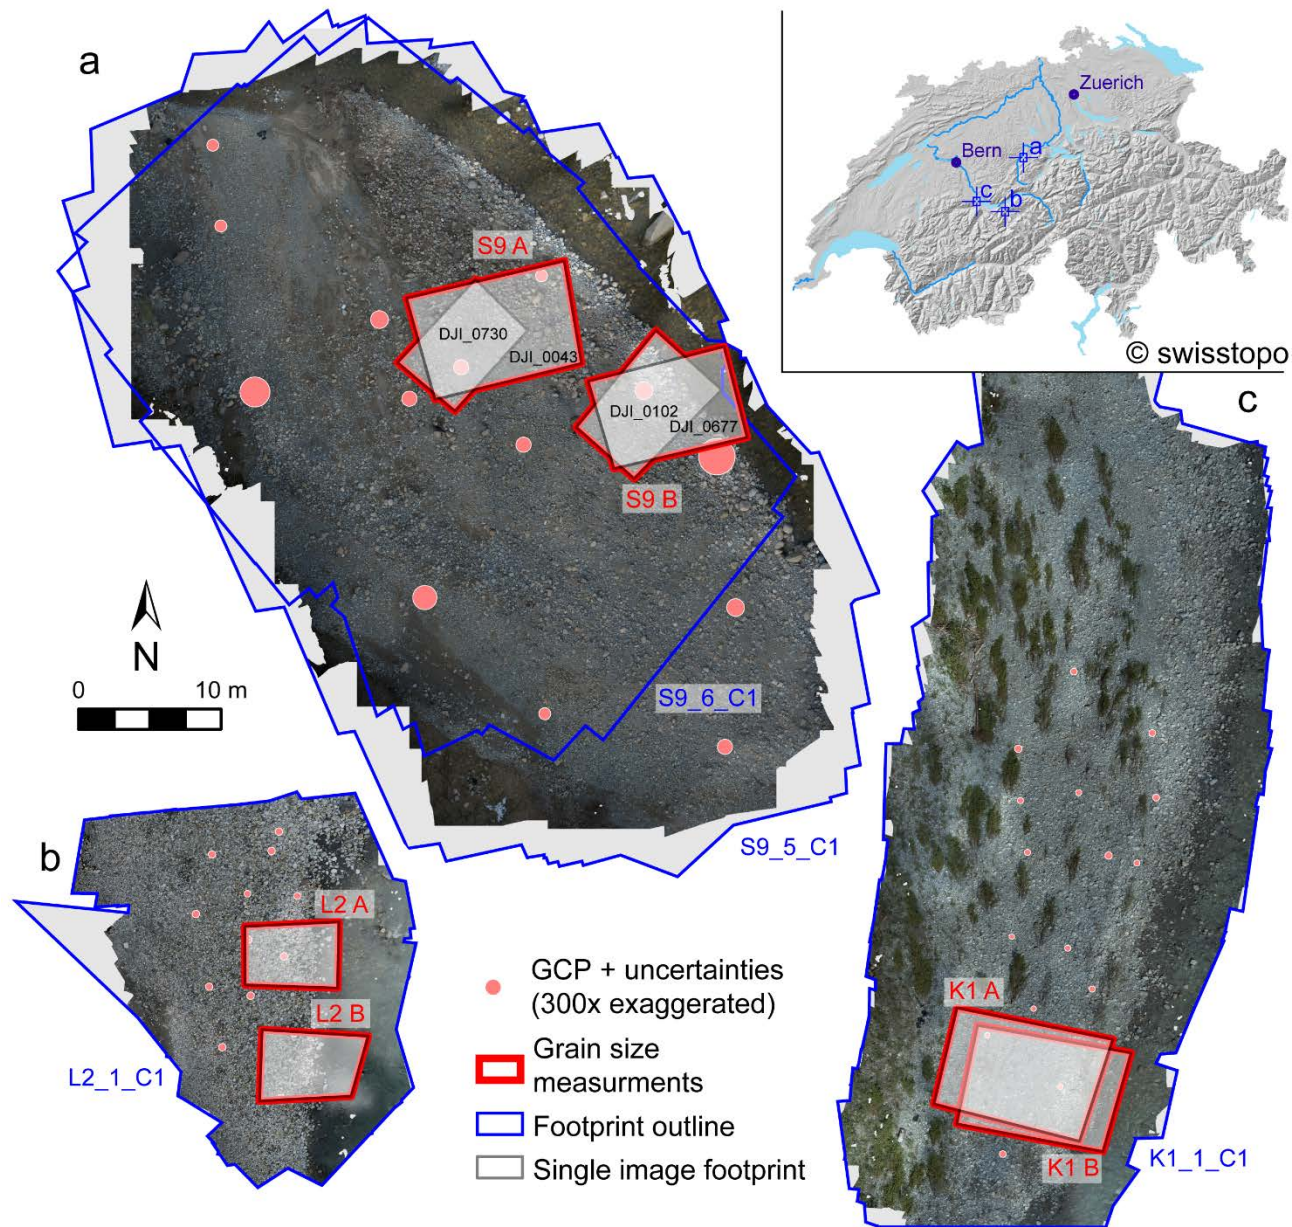 a
Zuerich
Bern
a
c
b
© swisstopo
S9 A
DJI_0730
DJI_0043
DJI_0102
DJI_0677
S9 B
c
N
0 10 m
S9_6_C1
S9_5_C1
b
L2 A
L2 B
L2_1_C1
GCP + uncertainties
(300x exaggerated)
Grain size
measurments
Footprint outline
Single image footprint
K1 A
K1 B
K1_1_C1